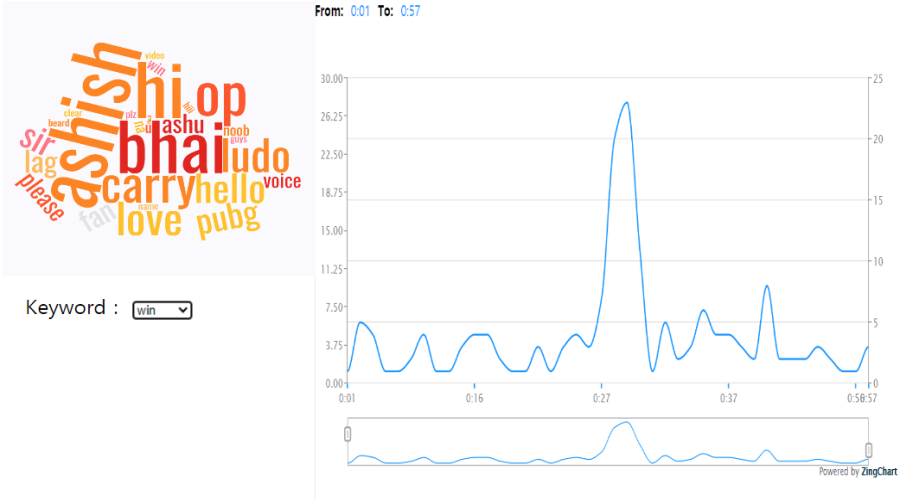 From: 0:01 To: 0:57
video
win
ashish
hi
op
hii
clear
plz
beard
na
u
ashu
noob
guys
sir
bhai
ludo
lag
carry
hello
voice
please
fan
name
love
pubg
Keyword : win
30.00
26.25
22.50
18.75
15.00
11.25
7.50
3.75
0.00
25
20
15
10
5
0
0:01 0:16 0:27 0:37 0:56 0:57
Powered by ZingChart